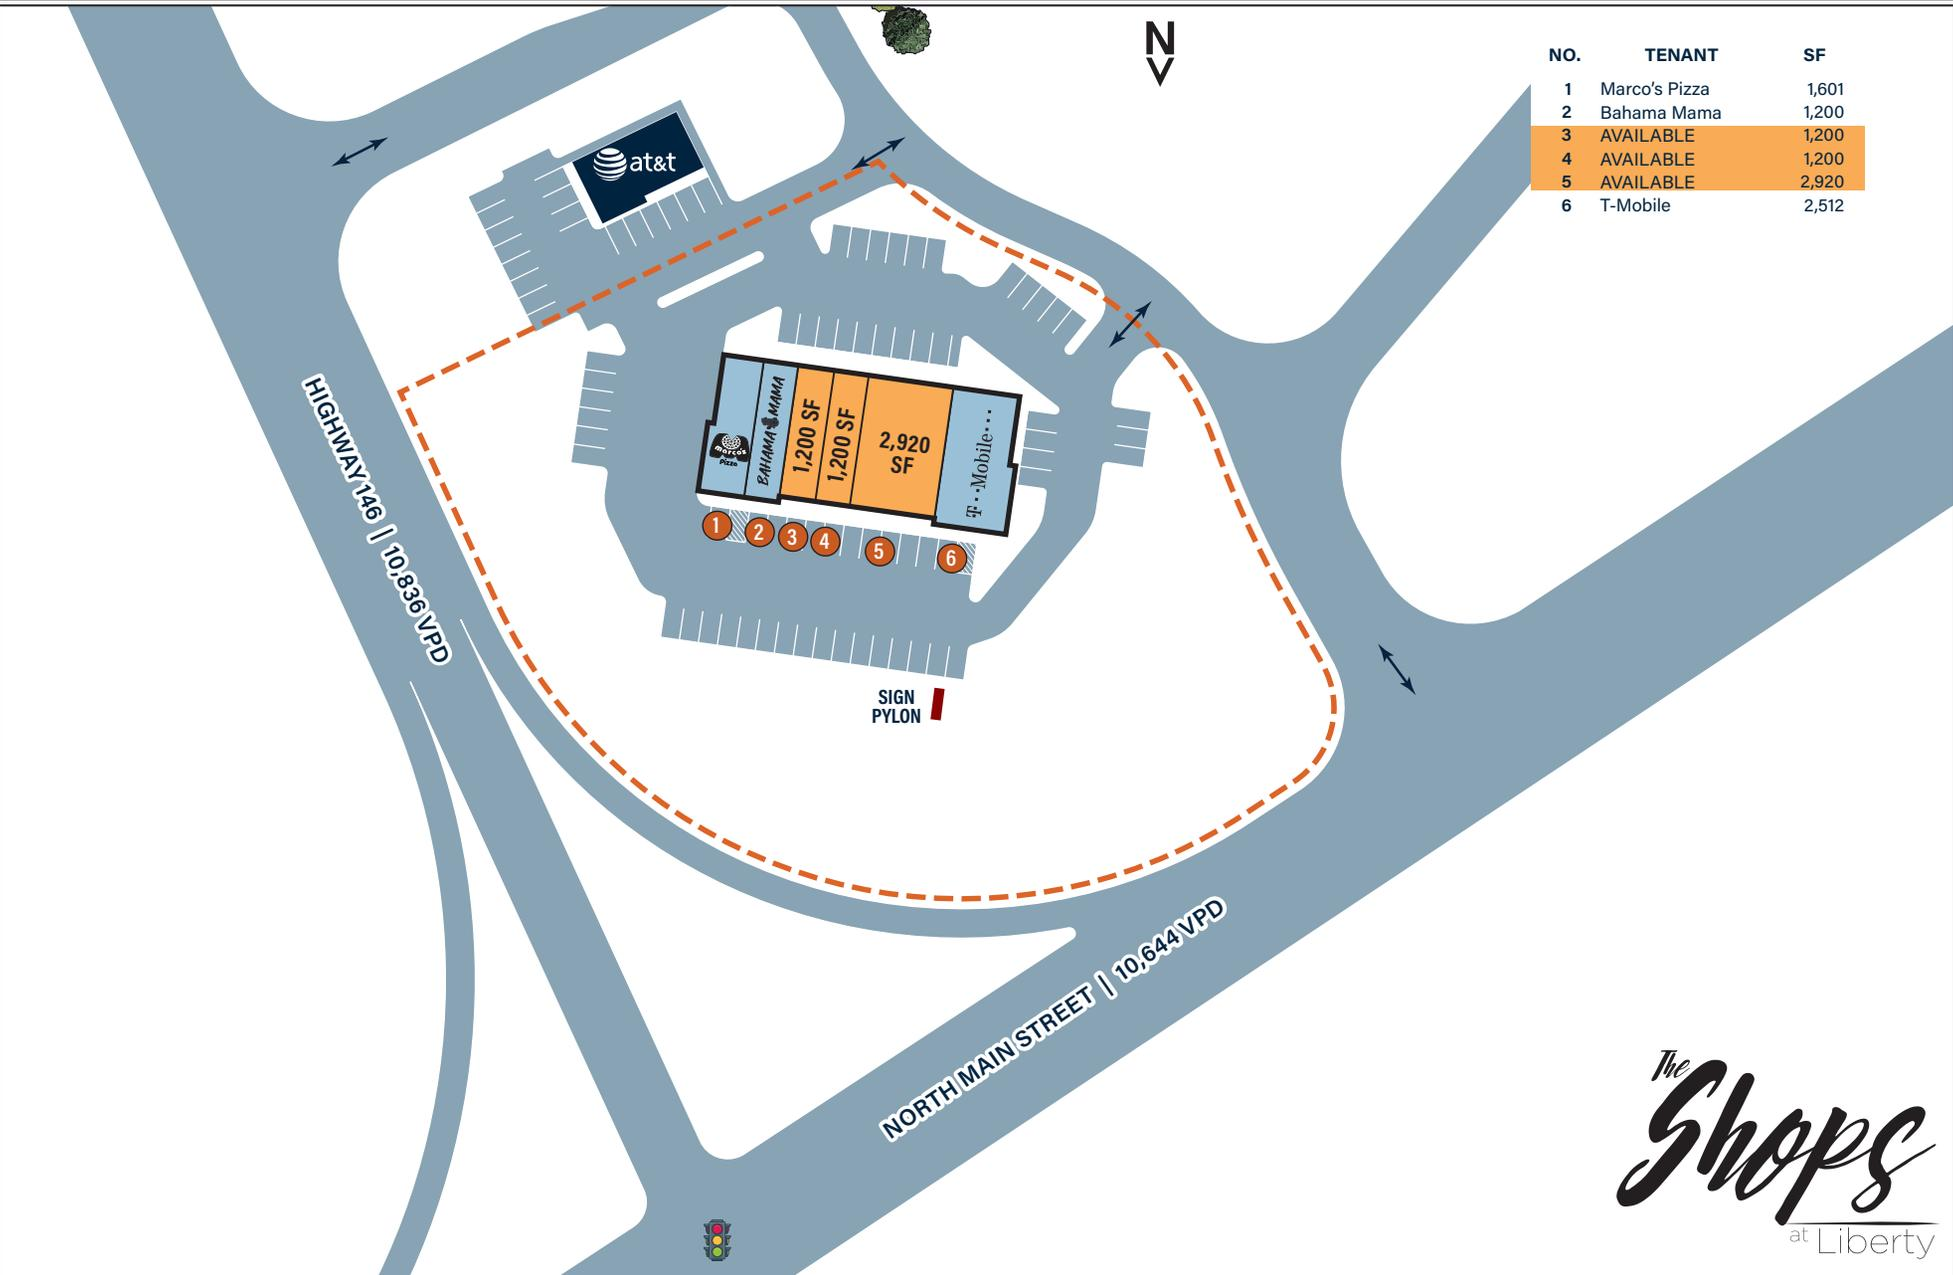 N
NO. TENANT SF
1 Marco's Pizza 1,601
2 Bahama Mama 1,200
3 AVAILABLE 1,200
4 AVAILABLE 1,200
5 AVAILABLE 2,920
6 T-Mobile 2,512
at&t
marco's
Pizza
BAHAMA MAMA
1,200 SF
1,200 SF
2,920
SF
T··Mobile···
1
2
3
4
5
6
HIGHWAY 146 | 10,836 VPD
SIGN
PYLON
NORTH MAIN STREET | 10,644 VPD
The
Shops
at Liberty